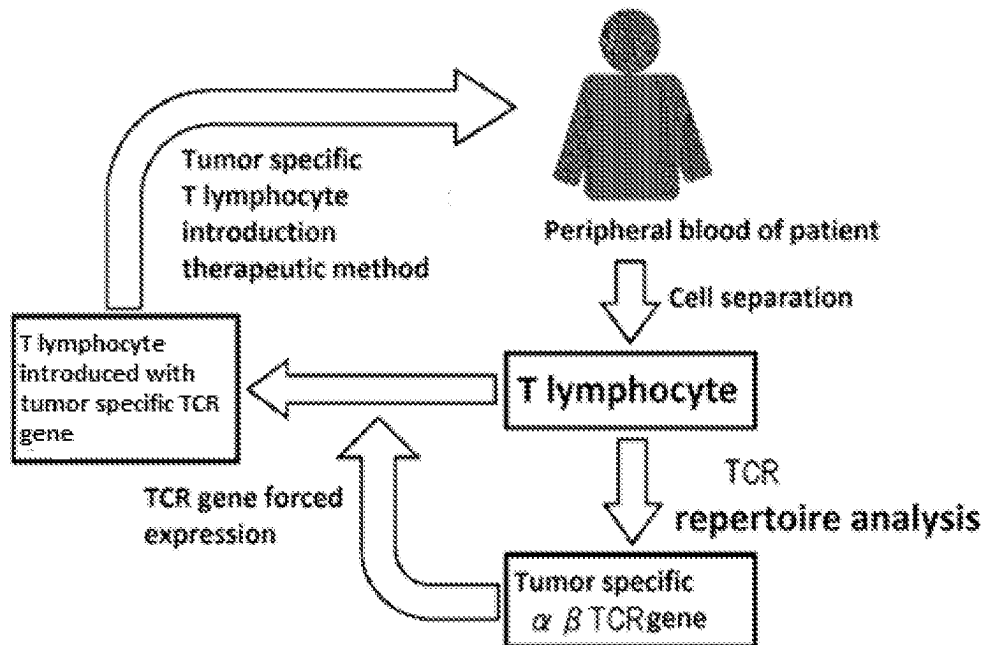 Tumor specific
T lymphocyte
introduction
therapeutic method
Peripheral blood of patient
Cell separation
T lymphocyte
introduced with
tumor specific TCR
gene
T lymphocyte
TCR gene forced
expression
TCR
repertoire analysis
Tumor specific
α β TCRgene